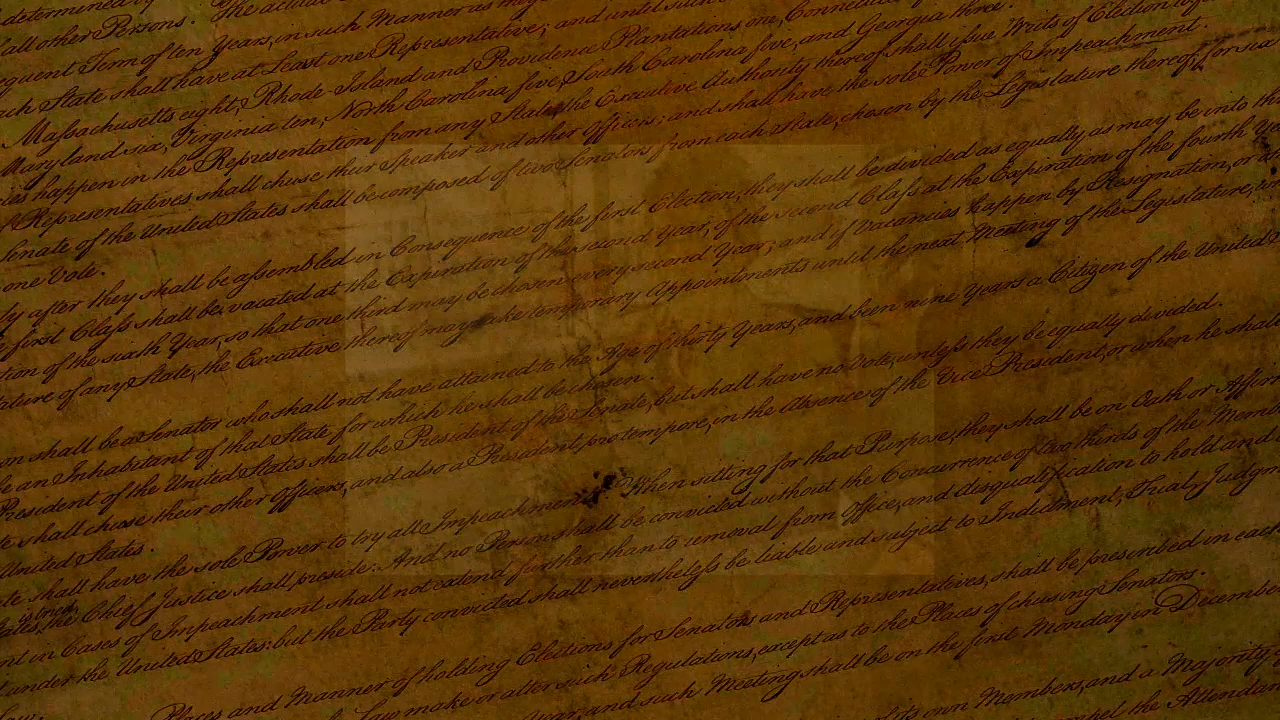 determined by
all other Persons. The actual
equent Term of ten Years, in such Manner as
ach State shall have at Least one Representative; and until such
Massachusetts eight, Rhode-Island and Providence Plantations one, Connecticut
Maryland six, Virginia ten, North Carolina five, South Carolina five, and Georgia three.
cies happen in the Representation from any State, the Executive Authority thereof shall issue Writs of Election to
f Representatives shall chuse their Speaker and other Officers; and shall have the sole Power of Impeachment
Senate of the United States shall be composed of two Senators from each State, chosen by the Legislature thereof, for six
one Vote.
ly after they shall be assembled in Consequence of the first Election, they shall be divided as equally as may be into th
first Class shall be vacated at the Expiration of the second Year, of the second Class at the Expiration of the fourth Ye
tion of the sixth Year, so that one third may be chosen every second Year; and if Vacancies happen by Resignation, or
lature of any State, the Executive thereof may make temporary Appointments until the next Meeting of the Legislature,
on shall be a Senator who shall not have attained to the Age of thirty Years, and been nine Years a Citizen of the United
be an Inhabitant of that State for which he shall be chosen.
President of the United States shall be President of the Senate, but shall have no Vote, unless they be equally divided.
te shall chuse their other Officers, and also a President pro tempore, in the Absence of the Vice President, or when he shall
United States.
te shall have the sole Power to try all Impeachments. When sitting for that Purpose, they shall be on Oath or Affirm
is tried,
ates, the Chief Justice shall preside: And no Person shall be convicted without the Concurrence of two thirds of the Memb
nt in Cases of Impeachment shall not extend further than to removal from Office, and disqualification to hold and
under the United States: but the Party convicted shall nevertheless be liable and subject to Indictment, Trial, Judgm
Places and Manner of holding Elections for Senators and Representatives, shall be prescribed in each
Law make or alter such Regulations, except as to the Places of chusing Senators.
Year, and such Meeting shall be on the first Monday in December
of its own Members, and a Majority
the Attendan